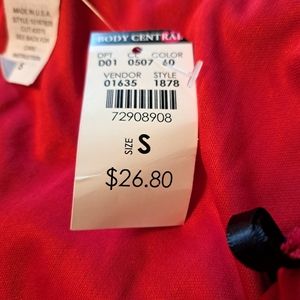 MADE IN U.S.A.
BODY CENTRAL
DPT CL COLOR
D01 0507 60
VENDOR STYLE
01635 1878
72908908
SIZE S
$26.80